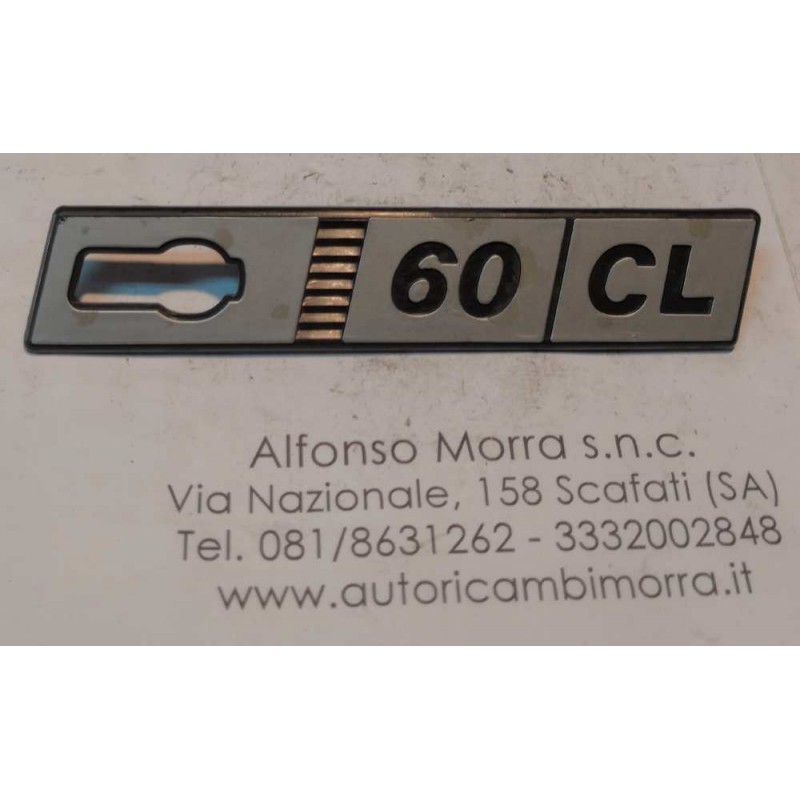 60 CL
Alfonso Morra s.n.c.
Via Nazionale, 158 Scafati (SA)
Tel. 081/8631262 - 3332002848
www.autoricambimorra.it